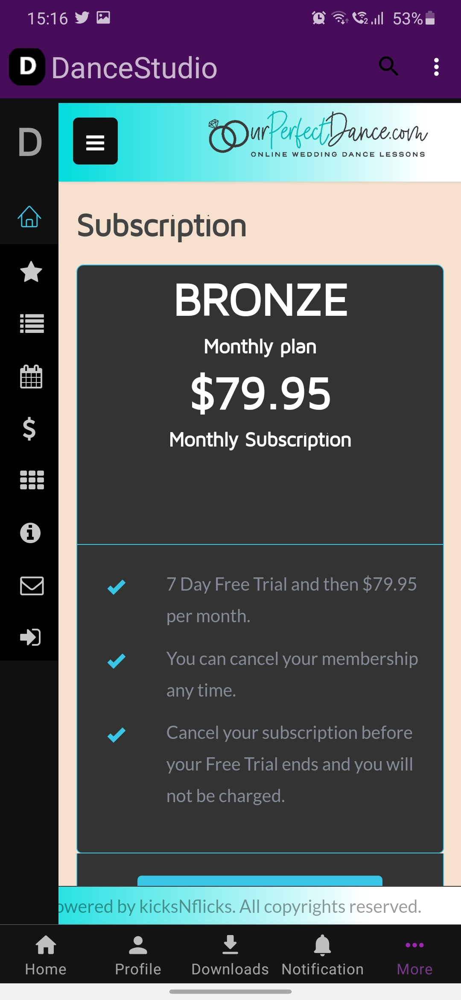 15:16
2
53%
D DanceStudio
D
OurPerfectDance.com
ONLINE WEDDING DANCE LESSONS
Subscription
BRONZE
Monthly plan
$79.95
Monthly Subscription
7 Day Free Trial and then $79.95
per month.
You can cancel your membership
any time.
Cancel your subscription before
your Free Trial ends and you will
not be charged.
owered by kicksNflicks. All copyrights reserved.
Home
Profile
Downloads
Notification
More